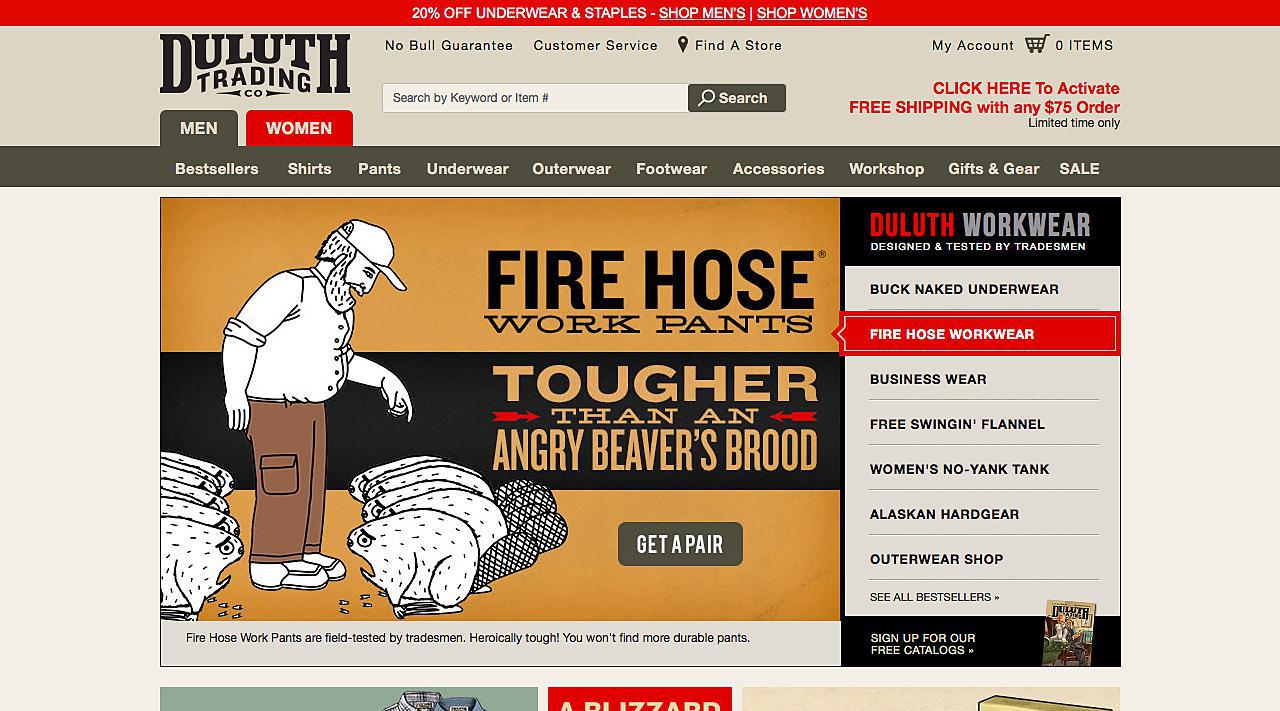 20% OFF UNDERWEAR & STAPLES - SHOP MEN'S | SHOP WOMEN'S
DULUTH
TRADING
CO
No Bull Guarantee
Customer Service
Find A Store
My Account
0 ITEMS
Search by Keyword or Item #
Search
CLICK HERE To Activate
FREE SHIPPING with any $75 Order
Limited time only
MEN
WOMEN
Bestsellers
Shirts
Pants
Underwear
Outerwear
Footwear
Accessories
Workshop
Gifts & Gear
SALE
FIRE HOSE®
WORK PANTS
TOUGHER
THAN AN
ANGRY BEAVER'S BROOD
GET A PAIR
Fire Hose Work Pants are field-tested by tradesmen. Heroically tough! You won't find more durable pants.
DULUTH WORKWEAR
DESIGNED & TESTED BY TRADESMEN
BUCK NAKED UNDERWEAR
FIRE HOSE WORKWEAR
BUSINESS WEAR
FREE SWINGIN' FLANNEL
WOMEN'S NO-YANK TANK
ALASKAN HARDGEAR
OUTERWEAR SHOP
SEE ALL BESTSELLERS »
SIGN UP FOR OUR
FREE CATALOGS »
DULUTH
A BLIZZARD